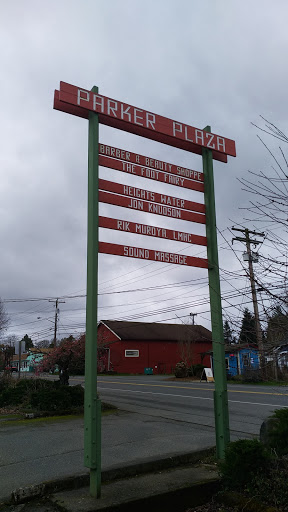 PARKER PLAZA
BARBER & BEAUTY SHOPPE
THE FOOT FAIRY
HEIGHTS WATER
JON KNUDSON
RIK MUROYA, LMHC
SOUND MASSAGE